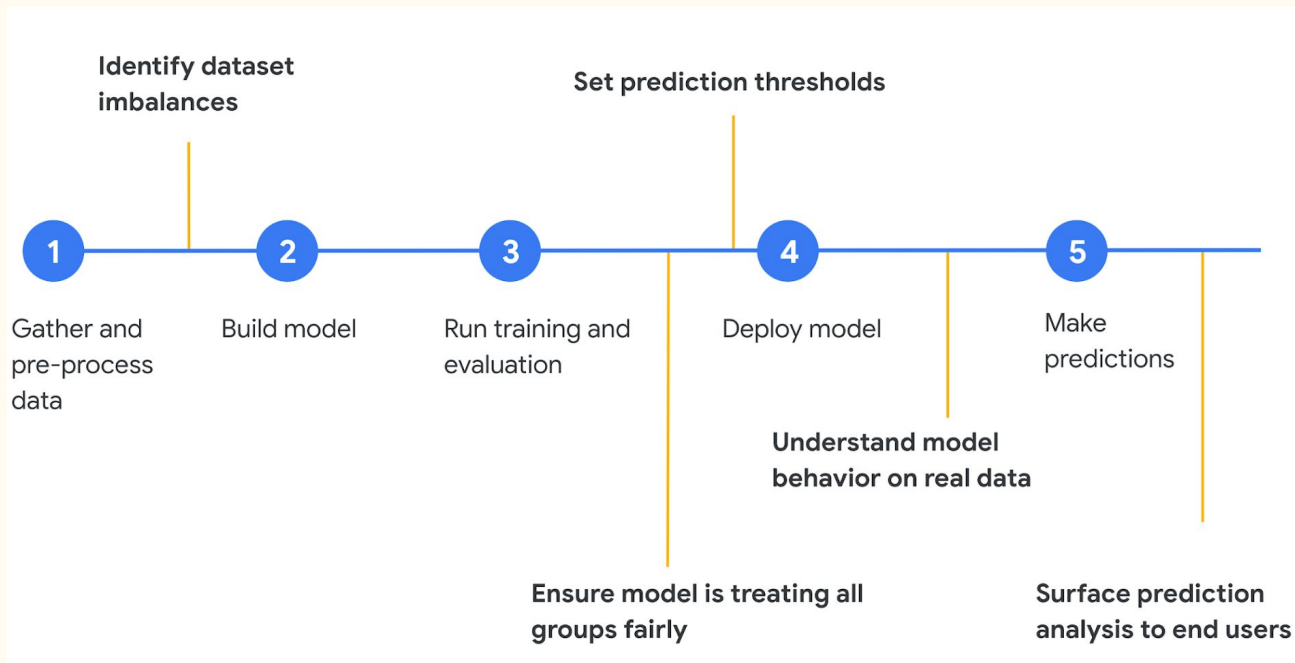 Identify dataset
imbalances
Set prediction thresholds
1
2
3
4
5
Gather and
pre-process
data
Build model
Run training and
evaluation
Deploy model
Make
predictions
Understand model
behavior on real data
Ensure model is treating all
groups fairly
Surface prediction
analysis to end users